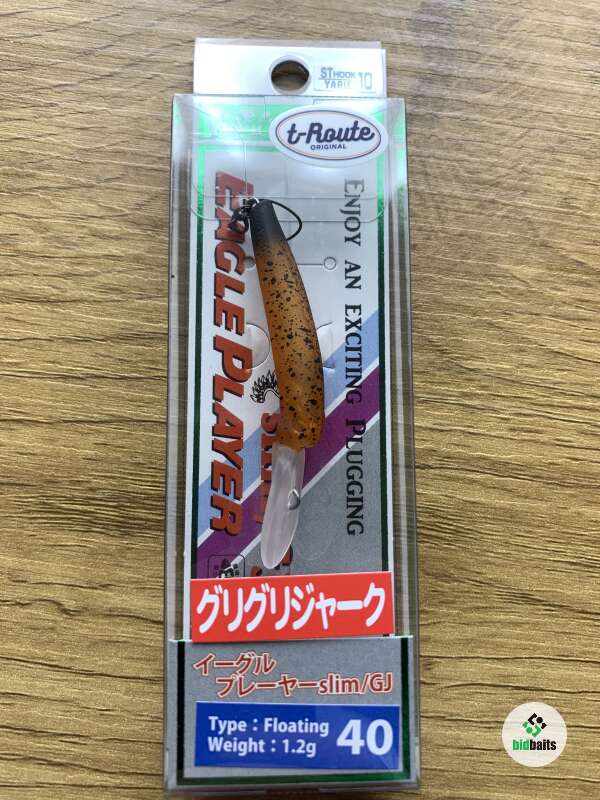 ST HOOK
YARIE 10
t-Route
ORIGINAL
ENJOY AN EXCITING PLUGGING
EAGLE PLAYER
グリグリジャーク
イーグル
プレーヤーslim/GJ
Type：Floating
Weight：1.2g
40
bidbaits